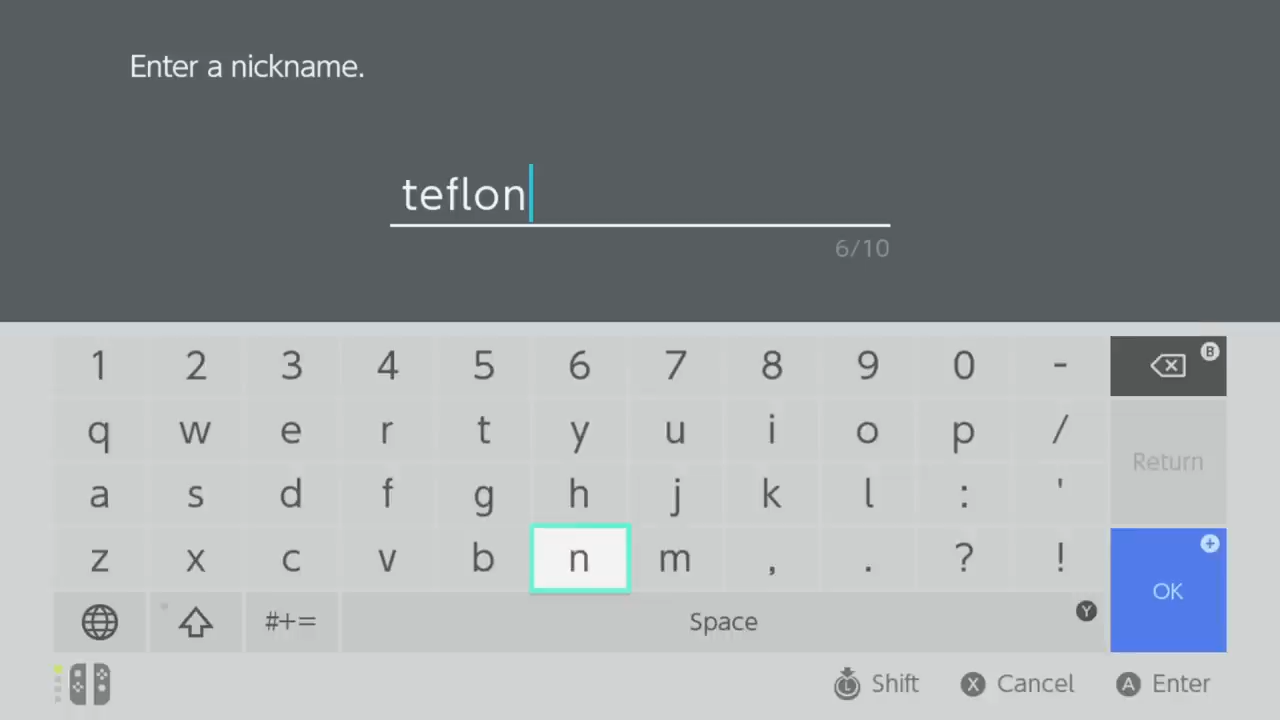 Enter a nickname.
teflon
6/10
1 2 3 4 5 6 7 8 9 0 - B
q w e r t y u i o p /
Return
a s d f g h j k l : '
z x c v b n m , . ? ! +
OK
#+= Space Y
L Shift X Cancel A Enter